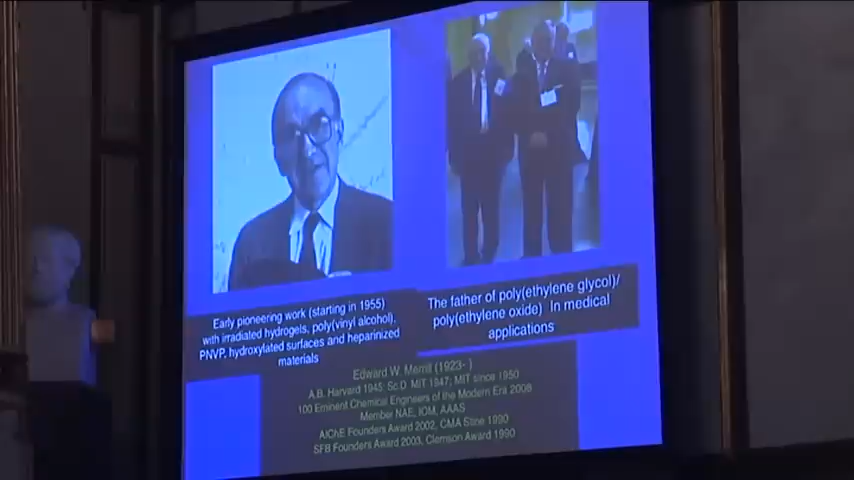 Early pioneering work (starting in 1955)
with irradiated hydrogels, poly(vinyl alcohol),
PNVP, hydroxylated surfaces and heparinized
materials
The father of poly(ethylene glycol)/
poly(ethylene oxide) In medical
applications
Edward W. Merrill (1923- )
A.B. Harvard 1945: Sc.D. MIT 1947; MIT since 1950
100 Eminent Chemical Engineers of the Modern Era 2008
Member NAE, IOM, AAAS
AIChE Founders Award 2002, CMA Stine 1990
SFB Founders Award 2003, Clemson Award 1990